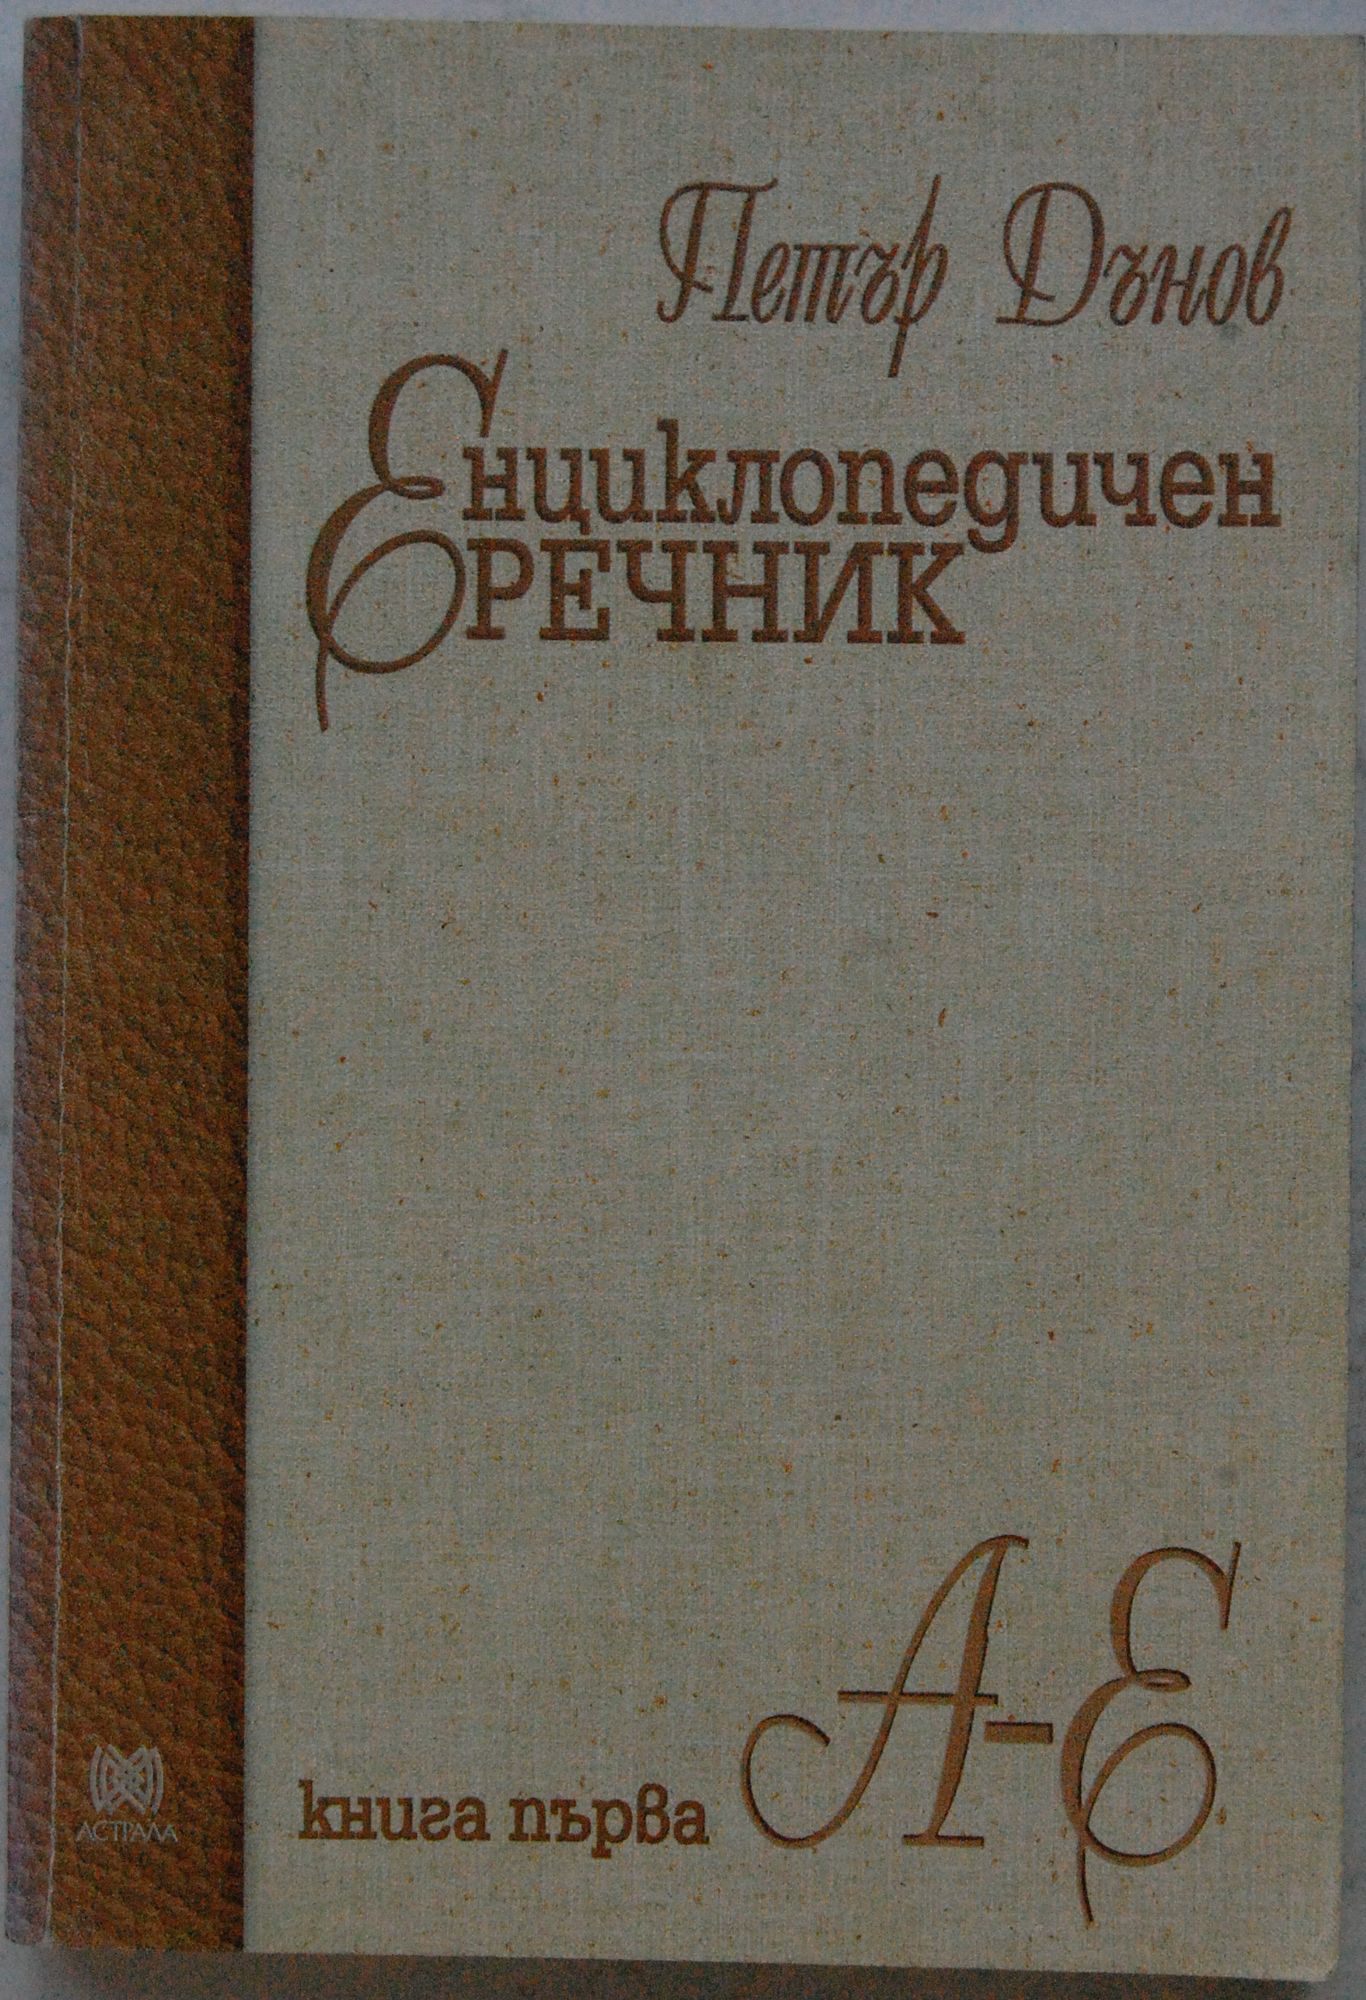 Петър Дънов
Енциклопедичен
РЕЧНИК
А-Е
книга първа
АСТРАЛА